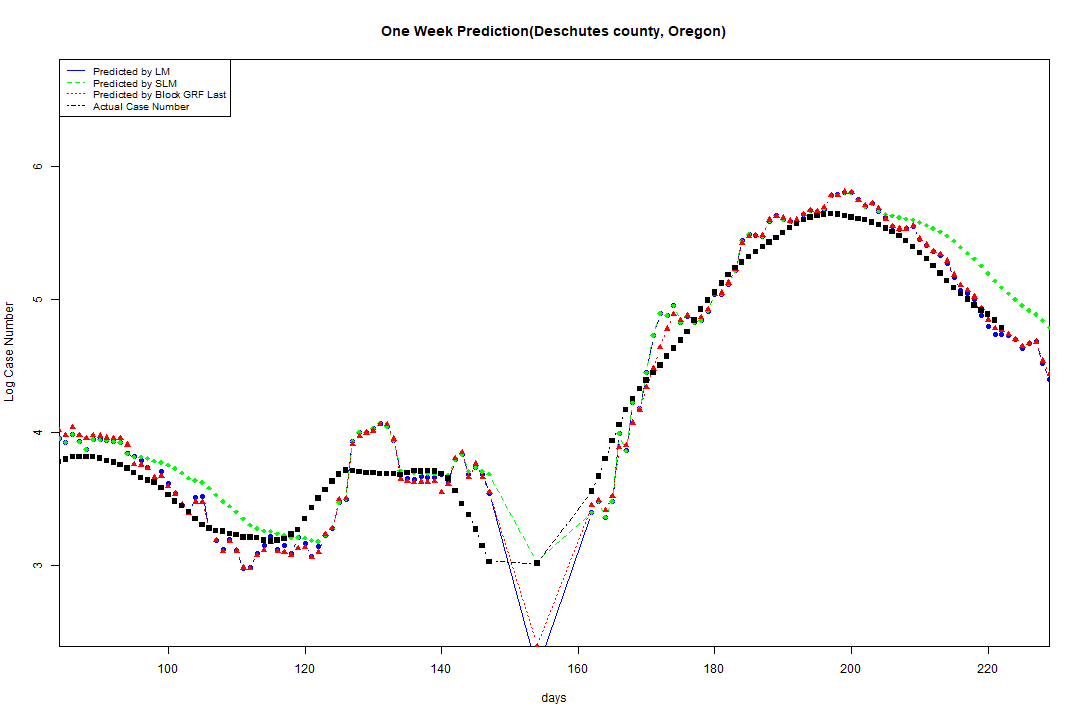 One Week Prediction(Deschutes county, Oregon)
Predicted by LM
Predicted by SLM
Predicted by Block GRF Last
Actual Case Number
6
5
4
3
Log Case Number
100 120 140 160 180 200 220
days